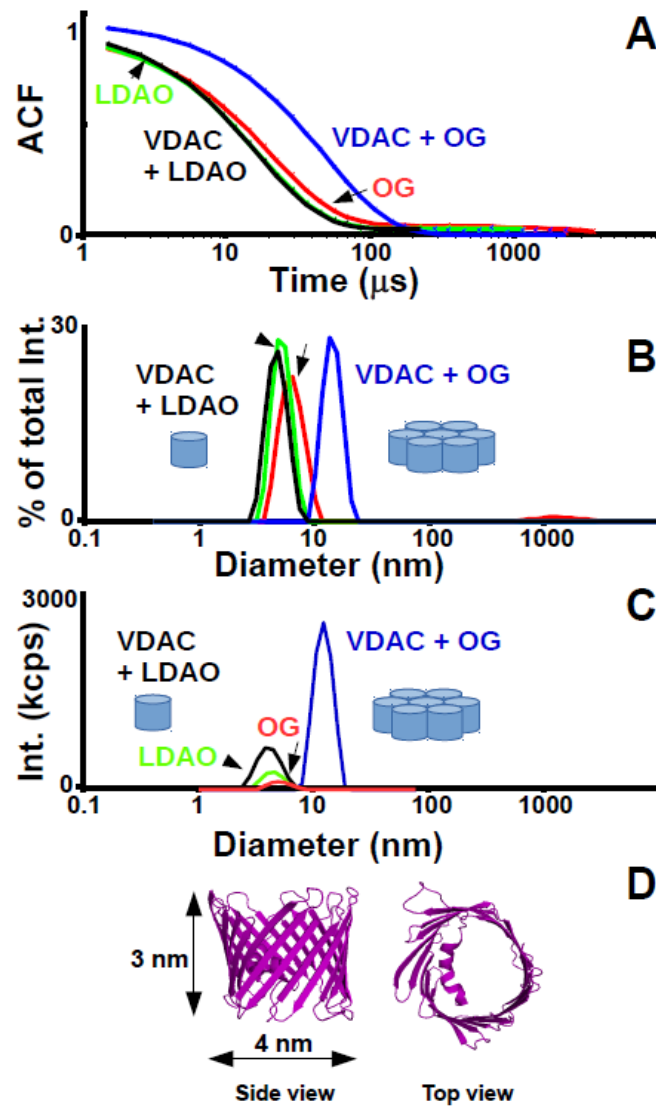 A
1
ACF
LDAO
VDAC
+ LDAO
VDAC + OG
OG
0
1
10
100
1000
Time (μs)
B
30
% of total Int.
VDAC
+ LDAO
VDAC + OG
0
0.1
1
10
100
1000
Diameter (nm)
C
3000
Int. (kcps)
VDAC
+ LDAO
VDAC + OG
OG
LDAO
0
0.1
10
1000
Diameter (nm)
D
3 nm
4 nm
Side view
Top view